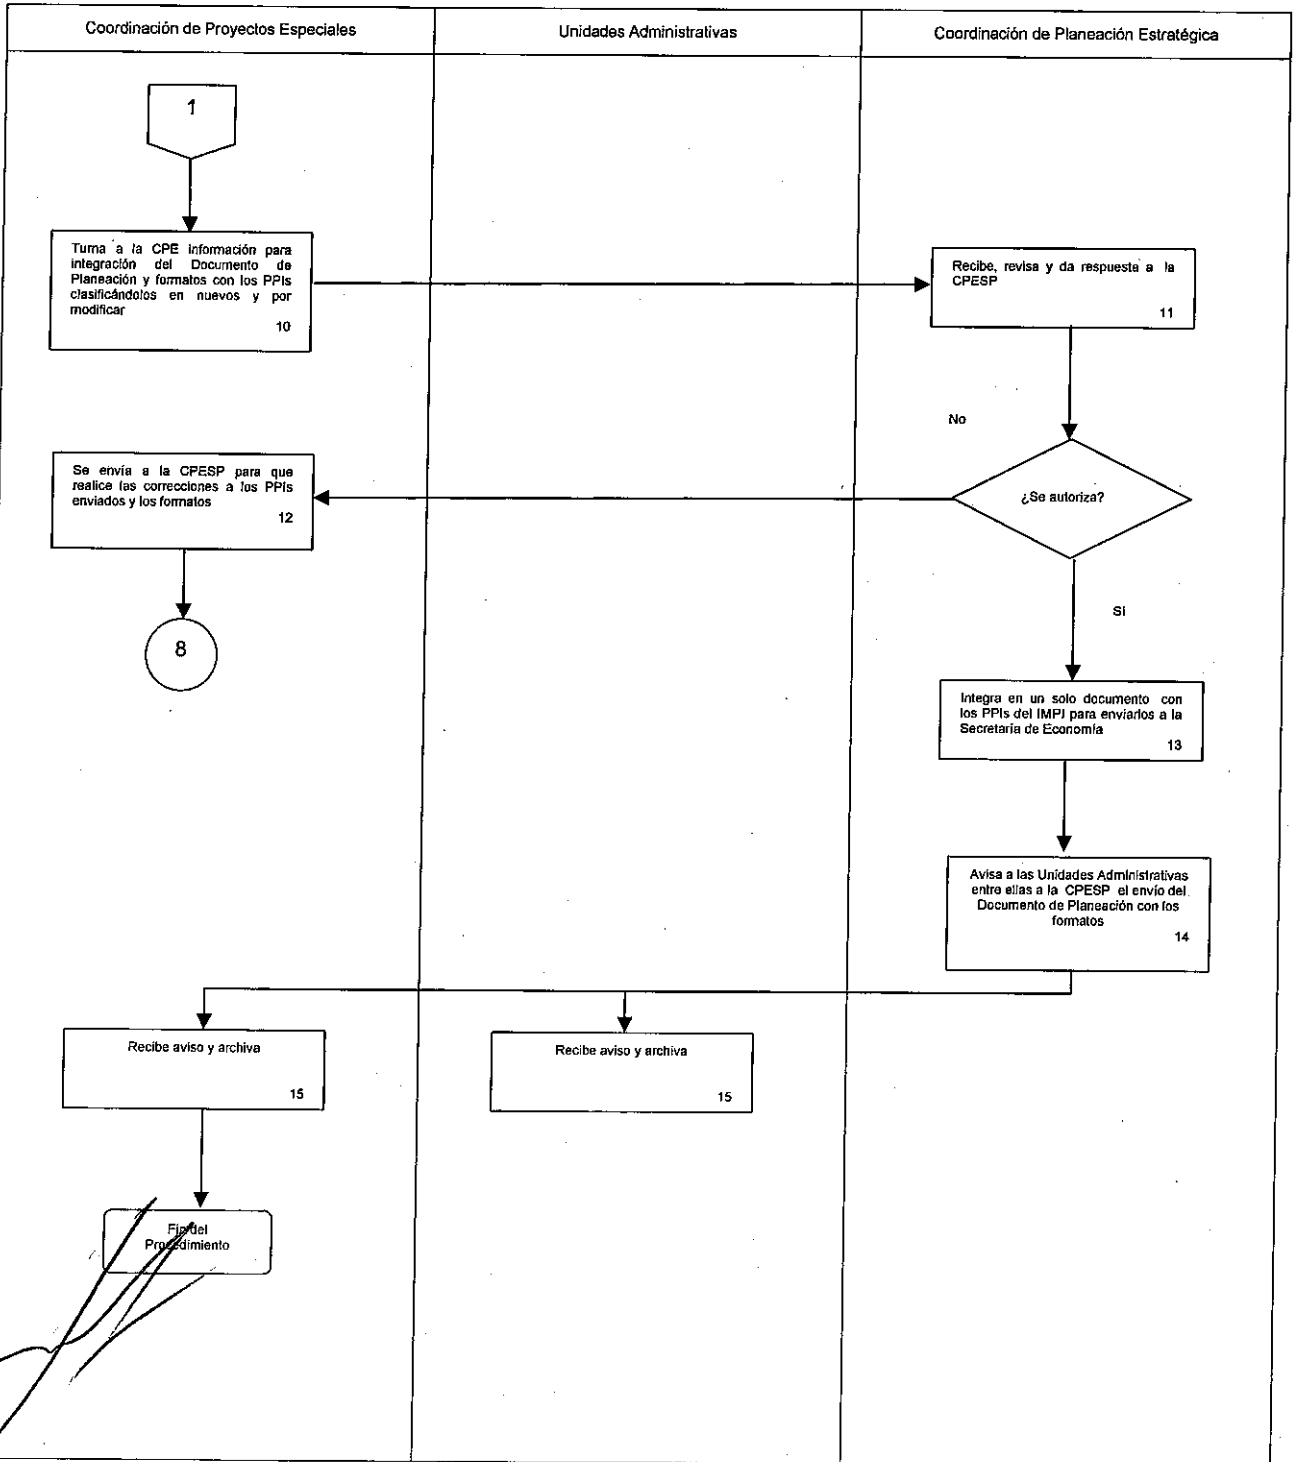 Coordinación de Proyectos Especiales
Unidades Administrativas
Coordinación de Planeación Estratégica
1
Turna a la CPE información para
integración del Documento de
Planeación y formatos con los PPIs
clasificándolos en nuevos y por
modificar
10
Recibe, revisa y da respuesta a la
CPESP
11
No
¿Se autoriza?
Se envía a la CPESP para que
realice las correcciones a los PPIs
enviados y los formatos
12
Si
8
Integra en un solo documento con
los PPIs del IMPI para enviarlos a la
Secretaría de Economía
13
Avisa a las Unidades Administrativas
entre ellas a la CPESP el envío del
Documento de Planeación con los
formatos
14
Recibe aviso y archiva
15
Recibe aviso y archiva
15
Fin del
Procedimiento